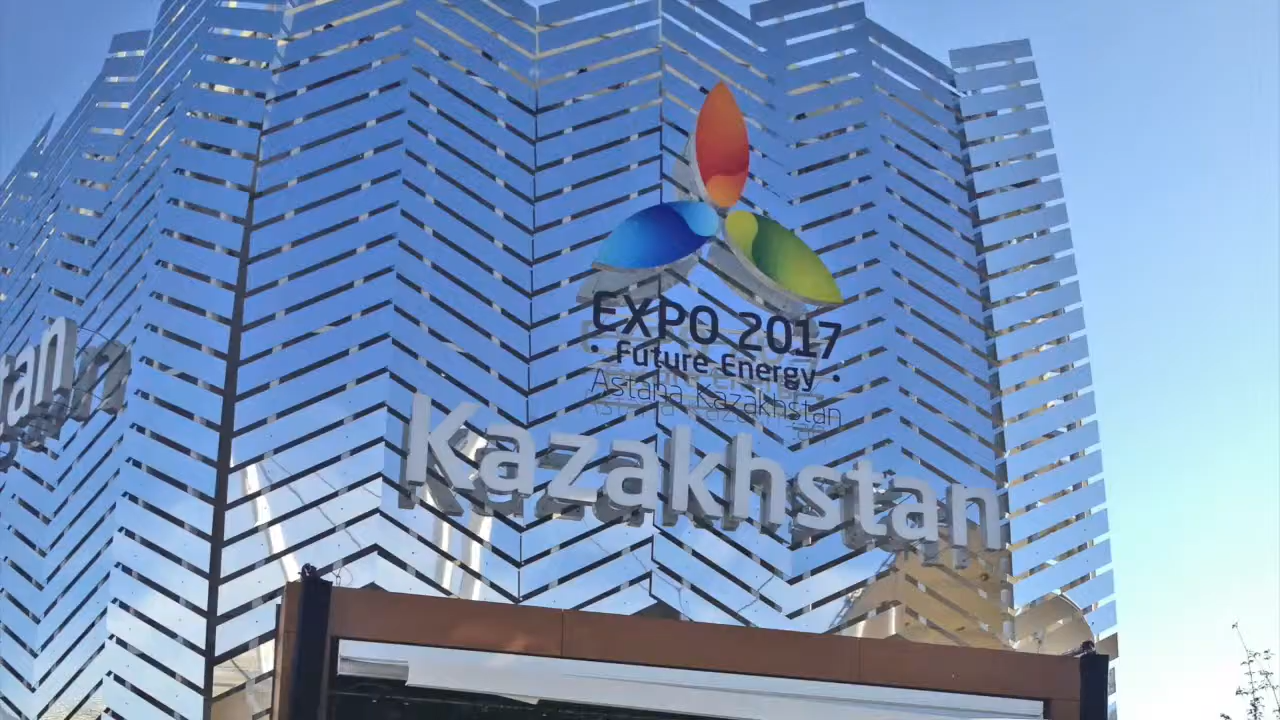 EXPO 2017
• Future Energy •
Astana Kazakhstan
Kazakhstan